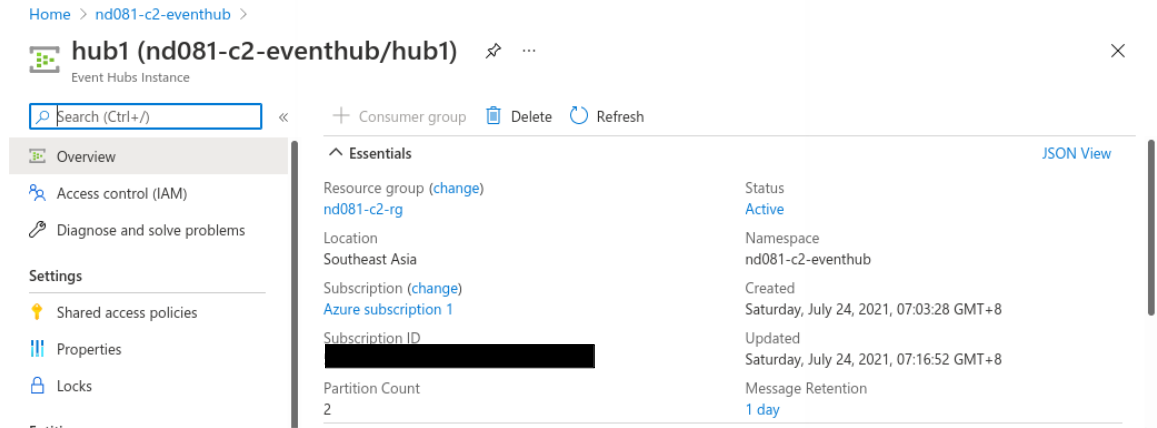 Home > nd081-c2-eventhub >
hub1 (nd081-c2-eventhub/hub1)
Event Hubs Instance
Search (Ctrl+/)
Overview
Access control (IAM)
Diagnose and solve problems
Settings
Shared access policies
Properties
Locks
Consumer group Delete Refresh
Essentials JSON View
Resource group (change)
nd081-c2-rg
Location
Southeast Asia
Subscription (change)
Azure subscription 1
Subscription ID
Partition Count
2
Status
Active
Namespace
nd081-c2-eventhub
Created
Saturday, July 24, 2021, 07:03:28 GMT+8
Updated
Saturday, July 24, 2021, 07:16:52 GMT+8
Message Retention
1 day